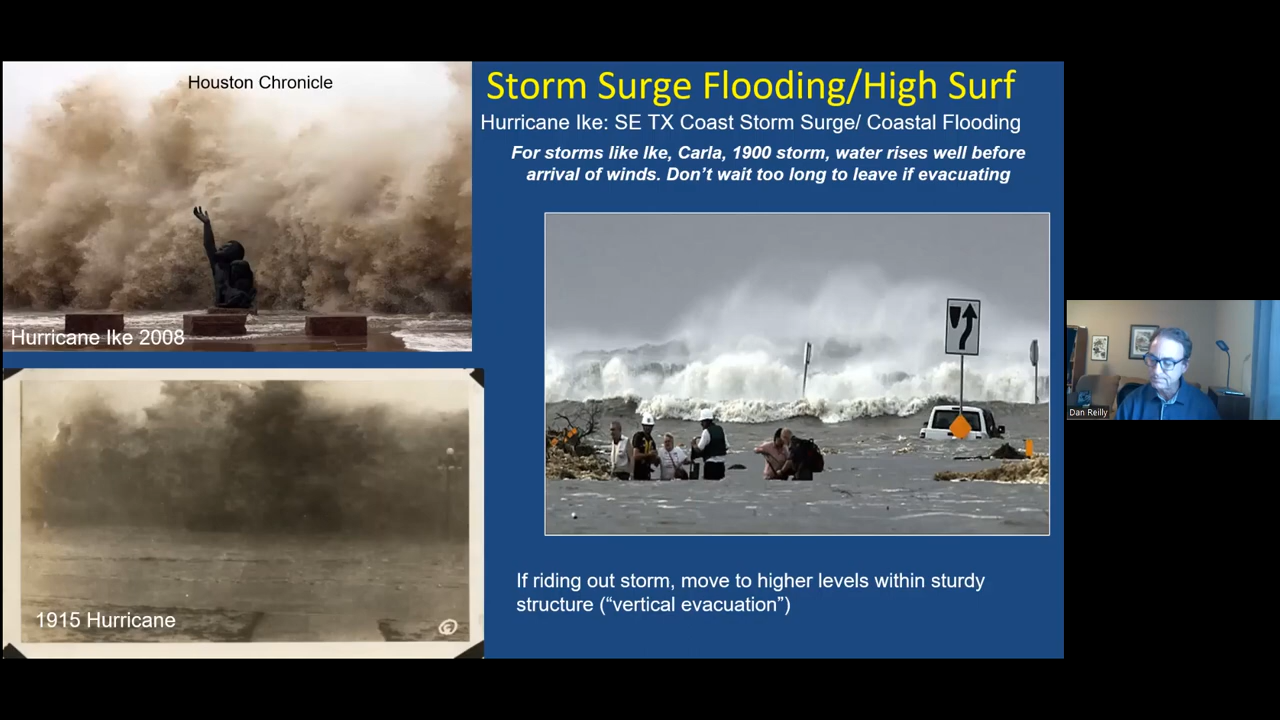 Houston Chronicle
Hurricane Ike 2008
1915 Hurricane
Storm Surge Flooding/High Surf
Hurricane Ike: SE TX Coast Storm Surge/ Coastal Flooding
For storms like Ike, Carla, 1900 storm, water rises well before
arrival of winds. Don’t wait too long to leave if evacuating
If riding out storm, move to higher levels within sturdy
structure (“vertical evacuation”)
Dan Reilly